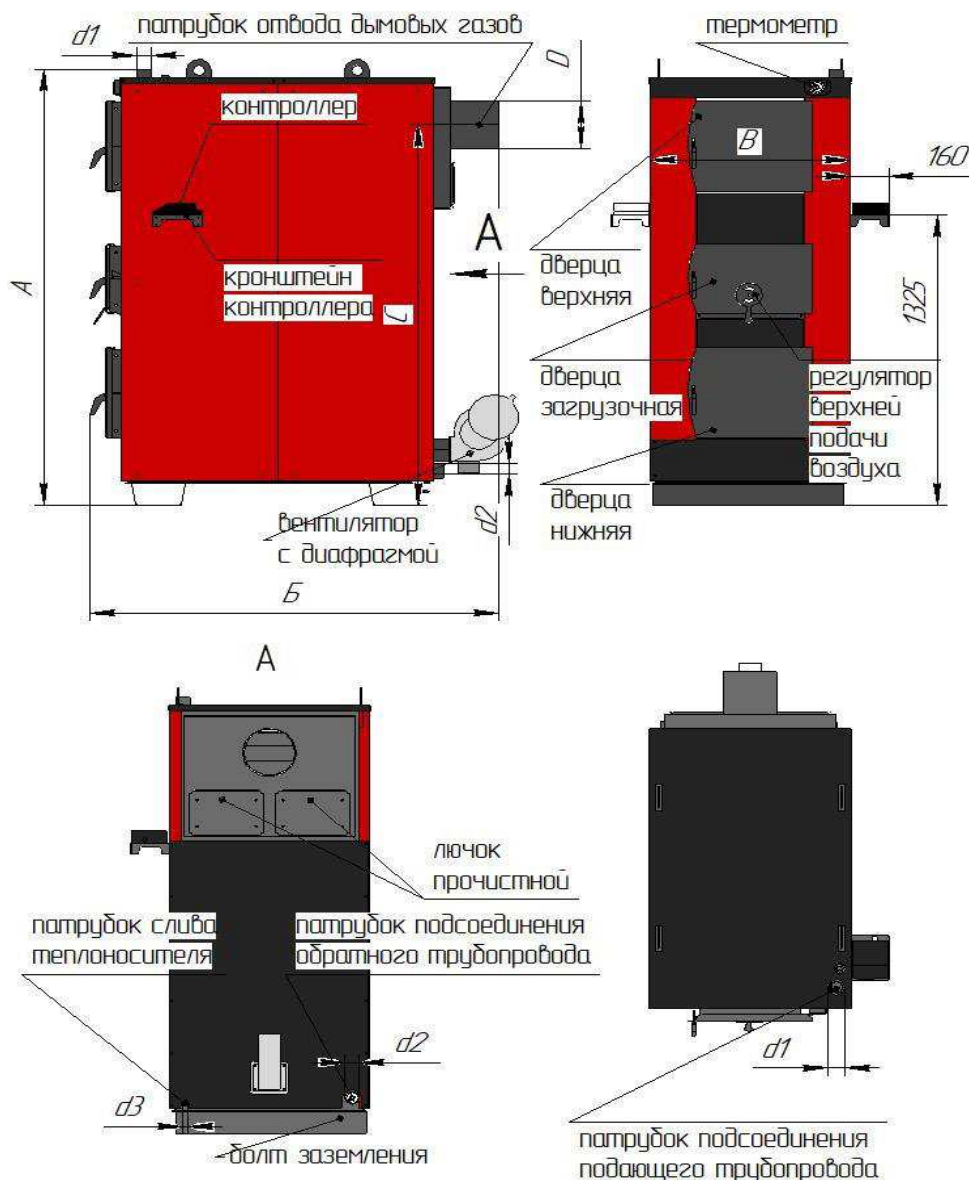 d1
патрубок отвода дымовых газов
D
термометр
контроллер
B
160
А
А
кронштейн
контроллера
C
дверца
верхняя
1325
дверца
загрузочная
регулятор
верхней
подачи
воздуха
вентилятор
с диафрагмой
d2
дверца
нижняя
Б
А
лючок
прочистной
патрубок слива
теплоносителя
патрубок подсоединения
обратного трубопровода
d2
d3
болт заземления
d1
патрубок подсоединения
подающего трубопровода